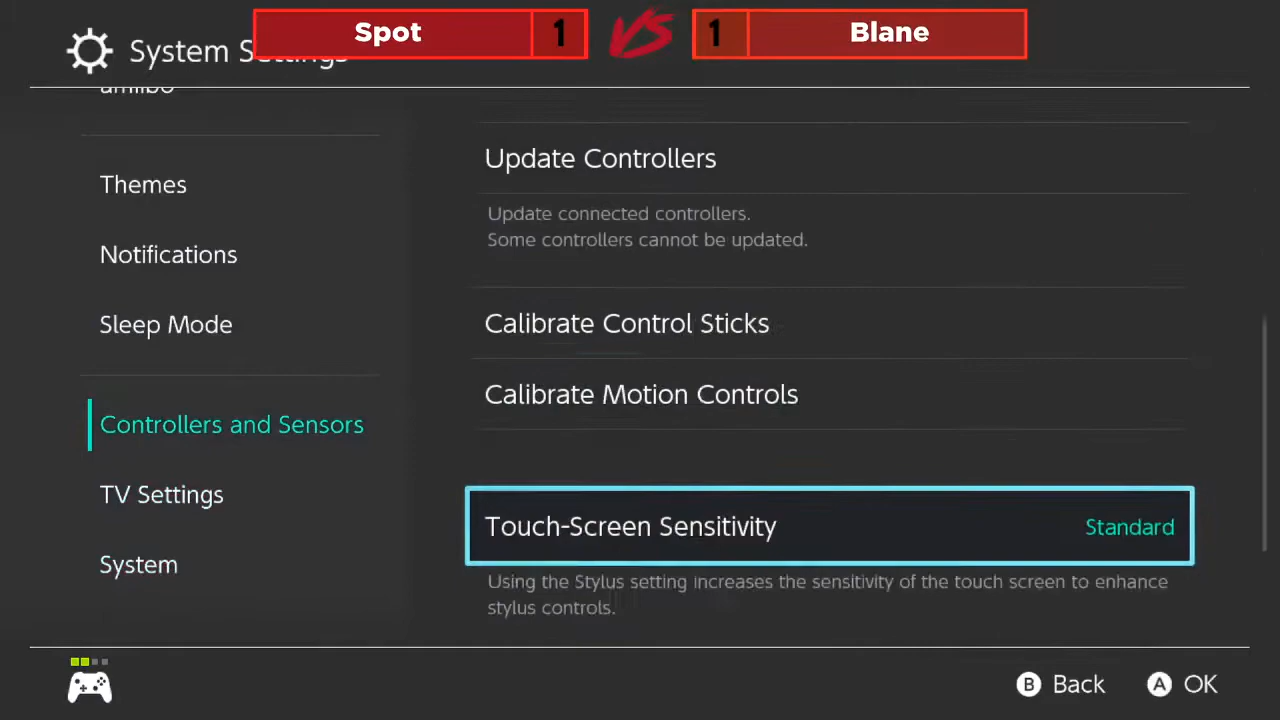 Spot 1 VS 1 Blane
System Settings
amiibo
Themes
Notifications
Sleep Mode
Controllers and Sensors
TV Settings
System
Update Controllers
Update connected controllers.
Some controllers cannot be updated.
Calibrate Control Sticks
Calibrate Motion Controls
Touch-Screen Sensitivity Standard
Using the Stylus setting increases the sensitivity of the touch screen to enhance
stylus controls.
B Back A OK